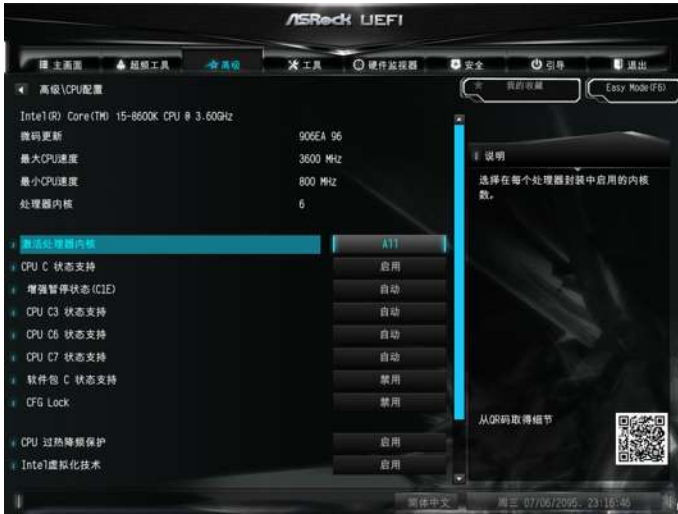 ASRock UEFI
主画面 超频工具 高级 工具 硬件监视器 安全 引导 退出
高级\CPU配置
我的收藏 Easy Mode(F6)
Intel(R) Core(TM) i5-8600K CPU @ 3.60GHz
微码更新 906EA 96
最大CPU速度 3600 MHz
最小CPU速度 800 MHz
处理器内核 6
激活处理器内核 All
CPU C 状态支持 启用
增强暂停状态(C1E) 自动
CPU C3 状态支持 自动
CPU C6 状态支持 自动
CPU C7 状态支持 自动
软件包 C 状态支持 禁用
CFG Lock 禁用
CPU 过热降频保护 启用
Intel虚拟化技术 启用
说明
选择在每个处理器封装中启用的内核
数。
从QR码取得细节
简体中文 周三 07/06/2095. 23:16:46